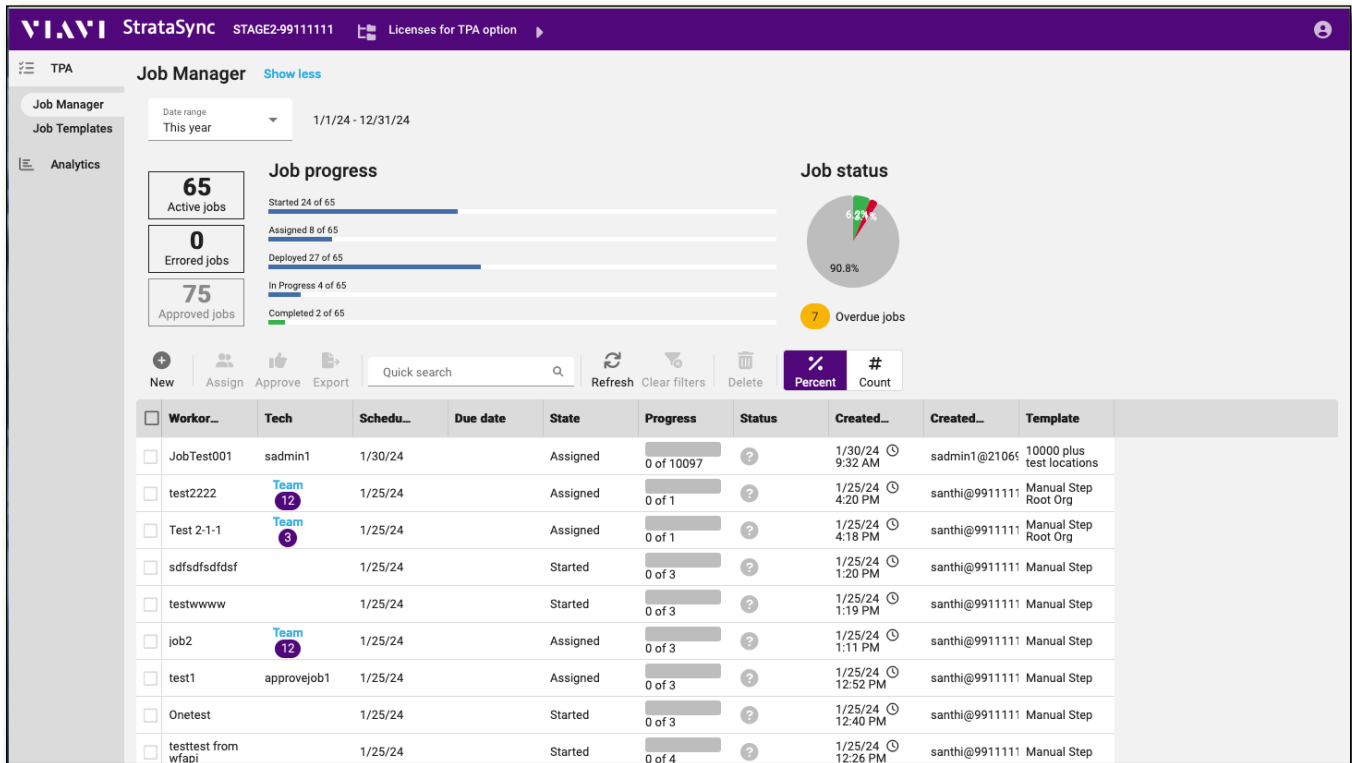 VIAVI StrataSync STAGE2-99111111 Licenses for TPA option
TPA
Job Manager
Job Templates
Analytics
Job Manager Show less
Date range
This year
1/1/24 - 12/31/24
65
Active jobs
0
Errored jobs
75
Approved jobs
Job progress
Started 24 of 65
Assigned 8 of 65
Deployed 27 of 65
In Progress 4 of 65
Completed 2 of 65
Job status
90.8%
7 Overdue jobs
New Assign Approve Export Quick search Refresh Clear filters Delete Percent # Count
Workor... Tech Schedu... Due date State Progress Status Created... Created... Template
JobTest001 sadmin1 1/30/24 Assigned 0 of 10097 ? 1/30/24 9:32 AM sadmin1@21069 10000 plus test locations
test2222 Team 12 1/25/24 Assigned 0 of 1 ? 1/25/24 4:20 PM santhi@9911111 Manual Step Root Org
Test 2-1-1 Team 3 1/25/24 Assigned 0 of 1 ? 1/25/24 4:18 PM santhi@9911111 Manual Step Root Org
sdfsdfsdfdsf 1/25/24 Started 0 of 3 ? 1/25/24 1:20 PM santhi@9911111 Manual Step
testwwww 1/25/24 Started 0 of 3 ? 1/25/24 1:19 PM santhi@9911111 Manual Step
job2 Team 12 1/25/24 Assigned 0 of 3 ? 1/25/24 1:11 PM santhi@9911111 Manual Step
test1 approvejob1 1/25/24 Assigned 0 of 3 ? 1/25/24 12:52 PM santhi@9911111 Manual Step
Onetest 1/25/24 Started 0 of 3 ? 1/25/24 12:40 PM santhi@9911111 Manual Step
testtest from wfapi 1/25/24 Started 0 of 4 ? 1/25/24 12:26 PM santhi@9911111 Manual Step